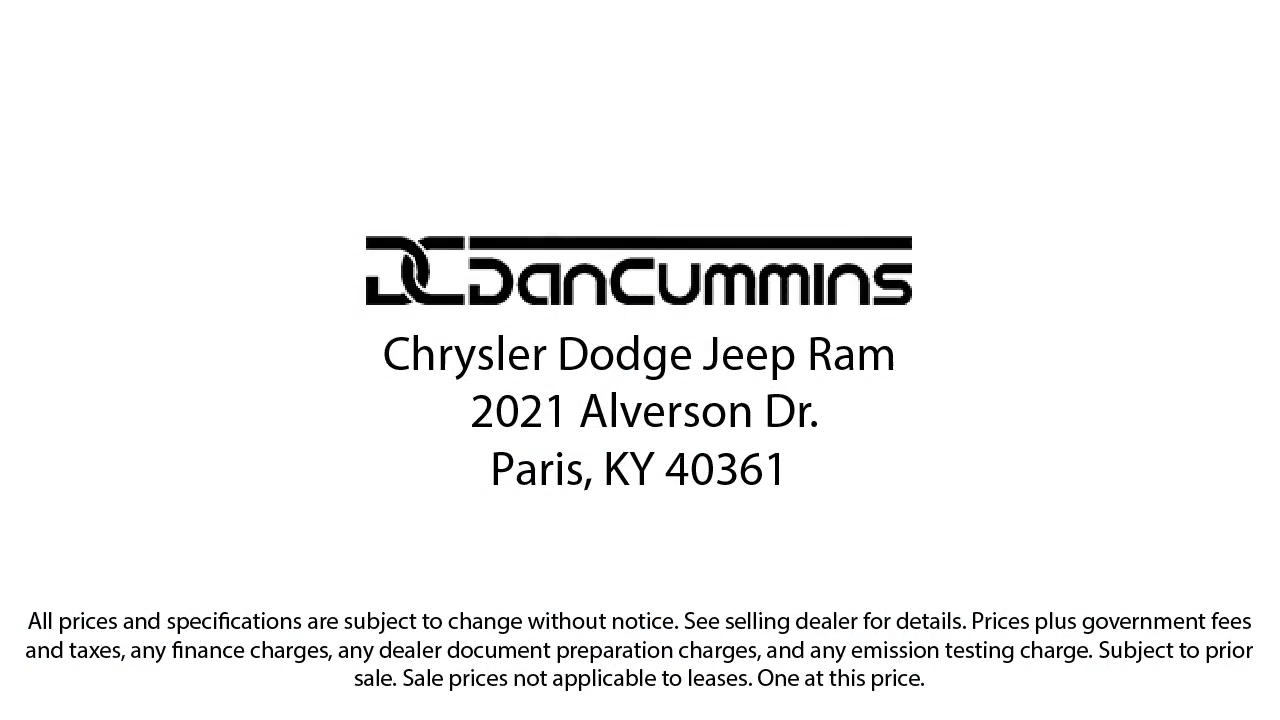 DC DanCummins
Chrysler Dodge Jeep Ram
2021 Alverson Dr.
Paris, KY 40361
All prices and specifications are subject to change without notice. See selling dealer for details. Prices plus government fees
and taxes, any finance charges, any dealer document preparation charges, and any emission testing charge. Subject to prior
sale. Sale prices not applicable to leases. One at this price.